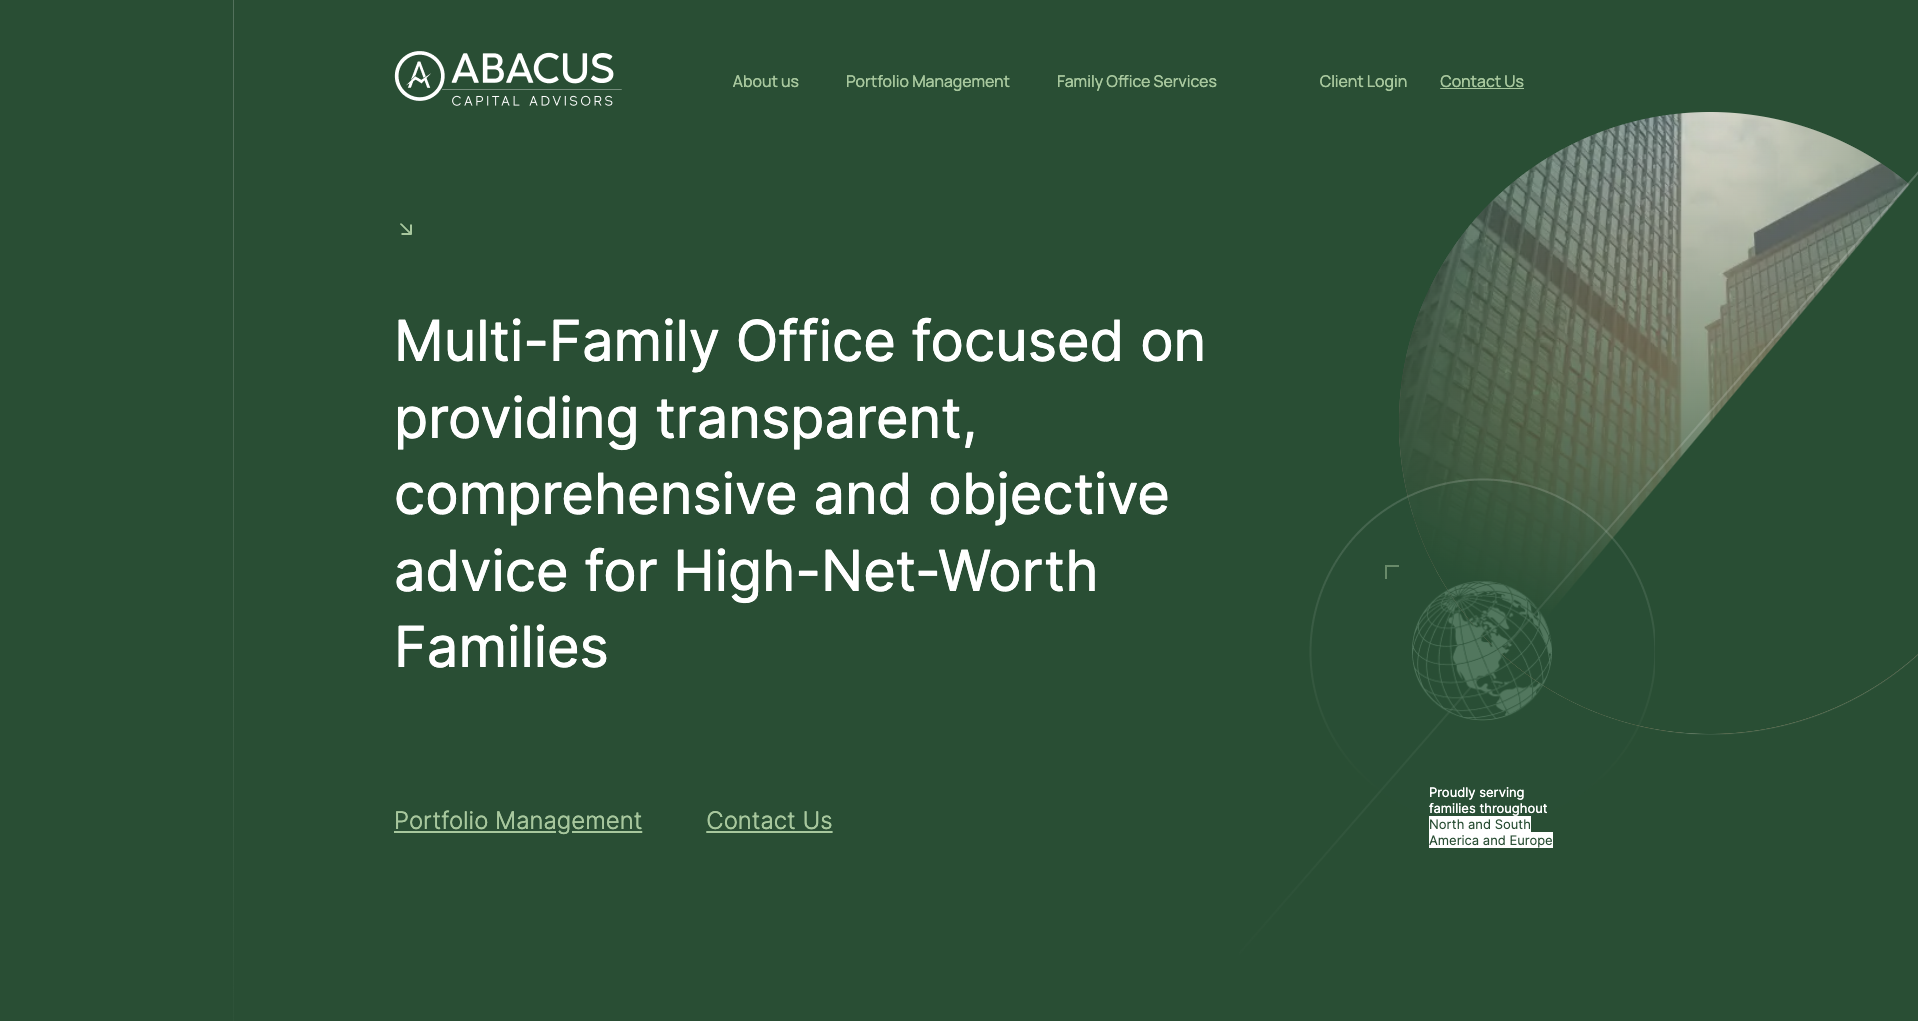 ABACUS
CAPITAL ADVISORS
About us
Portfolio Management
Family Office Services
Client Login
Contact Us
Multi-Family Office focused on
providing transparent,
comprehensive and objective
advice for High-Net-Worth
Families
Portfolio Management
Contact Us
Proudly serving
families throughout
North and South
America and Europe